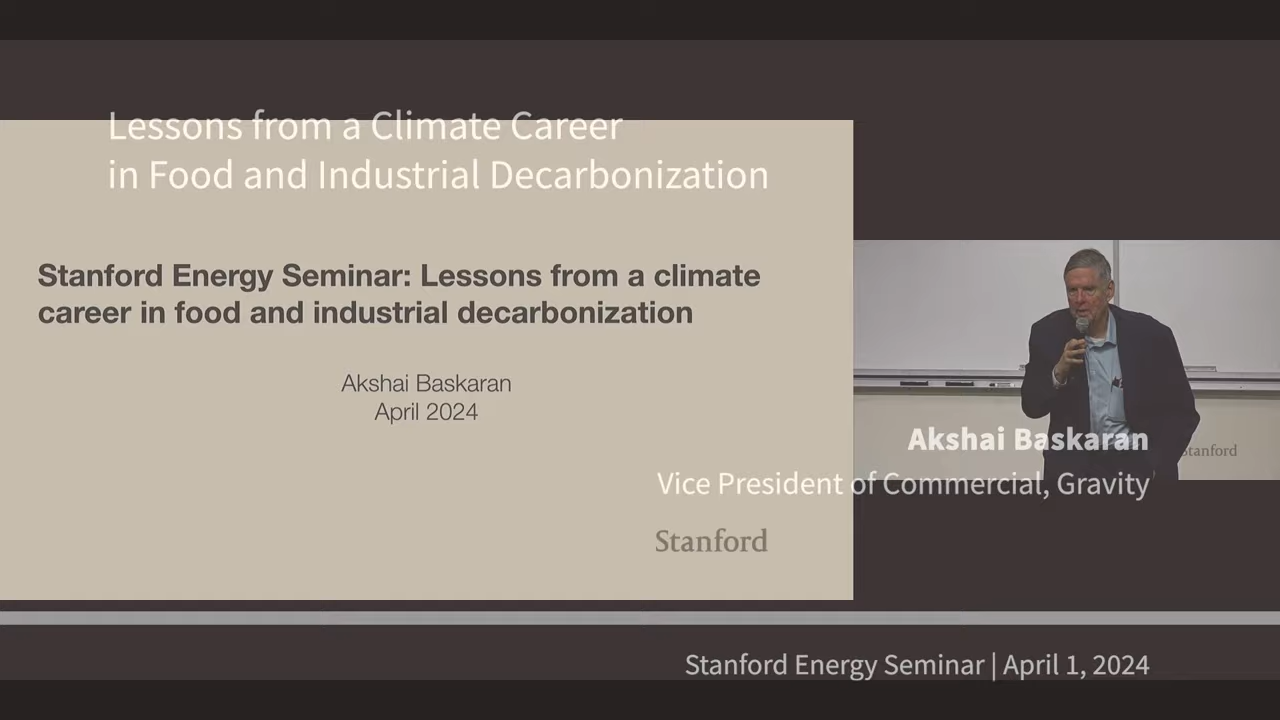 Lessons from a Climate Career
in Food and Industrial Decarbonization
Stanford Energy Seminar: Lessons from a climate
career in food and industrial decarbonization
Akshai Baskaran
April 2024
Akshai Baskaran
Stanford
Vice President of Commercial, Gravity
Stanford
Stanford Energy Seminar | April 1, 2024